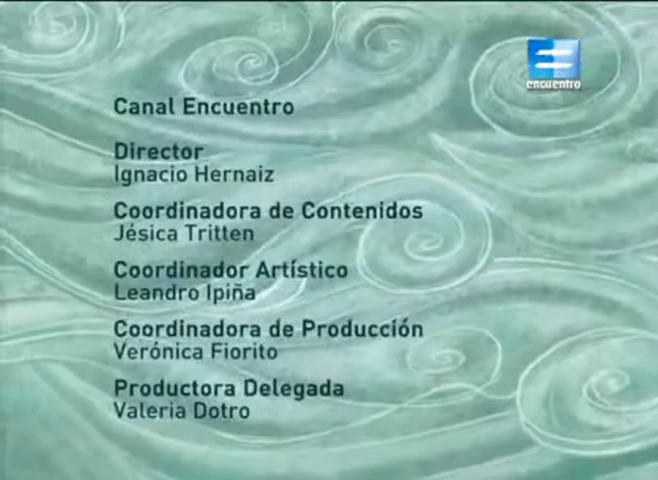 encuentro
Canal Encuentro
Director
Ignacio Hernaiz
Coordinadora de Contenidos
Jésica Tritten
Coordinador Artístico
Leandro Ipiña
Coordinadora de Producción
Verónica Fiorito
Productora Delegada
Valeria Dotro